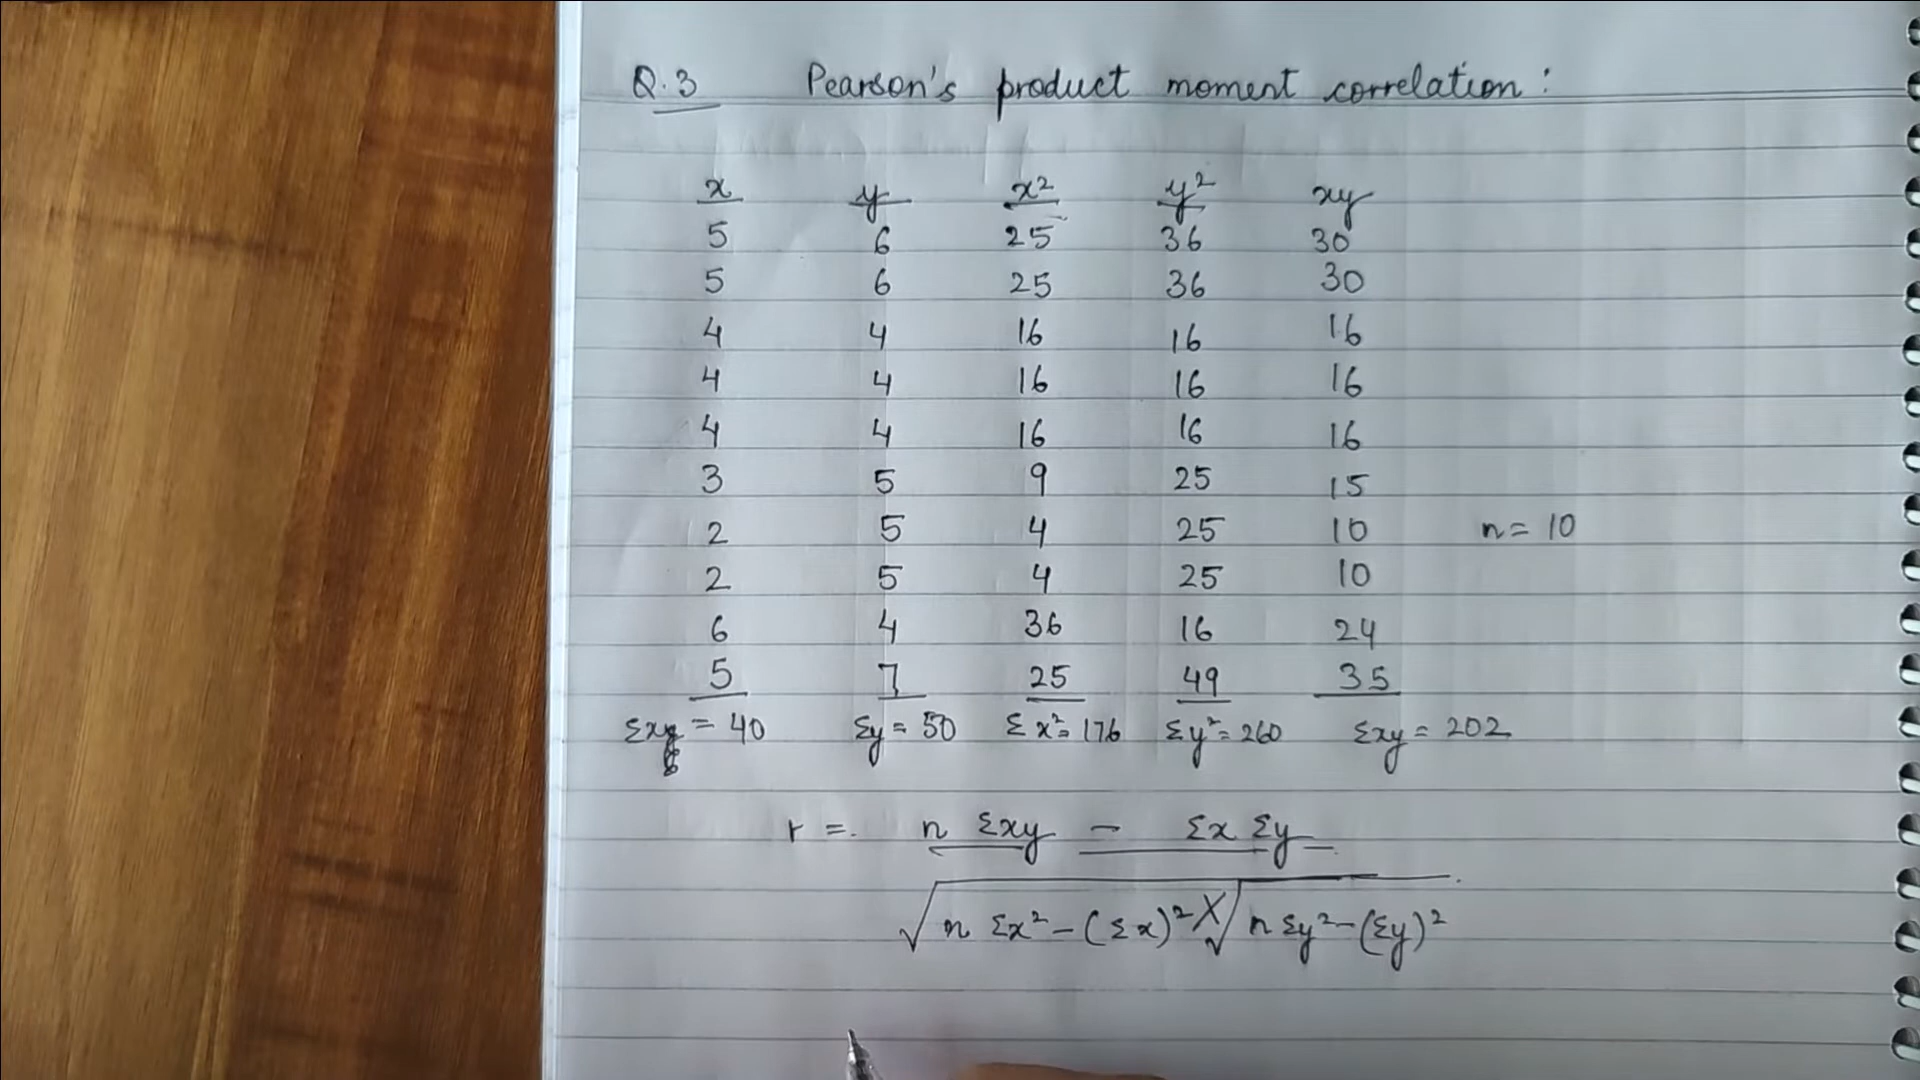 Q.3 Pearson's product moment correlation :
x y x² y² xy
5 6 25 36 30
5 6 25 36 30
4 4 16 16 16
4 4 16 16 16
4 4 16 16 16
3 5 9 25 15
2 5 4 25 10 n = 10
2 5 4 25 10
6 4 36 16 24
5 7 25 49 35
Σx = 40 Σy = 50 Σx² = 176 Σy² = 260 Σxy = 202
r = n Σxy - Σx Σy
√n Σx² - (Σx)² X √n Σy² - (Σy)²